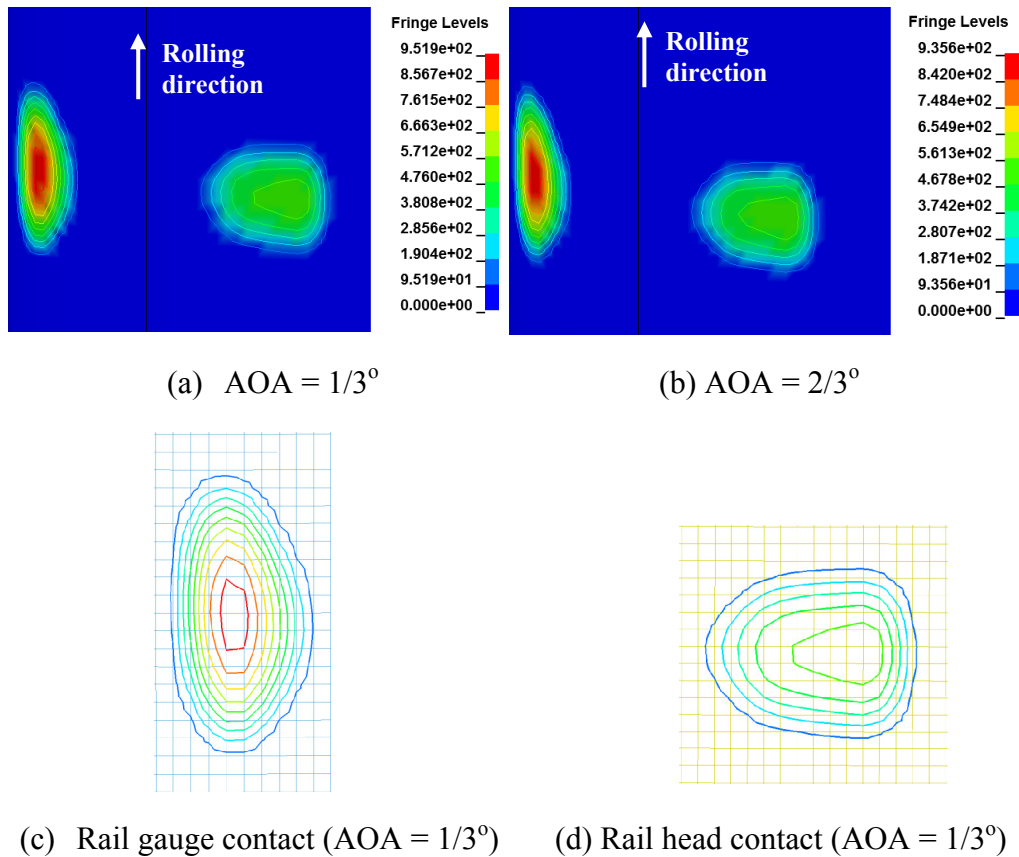 Rolling
direction
Fringe Levels
9.519e+02
8.567e+02
7.615e+02
6.663e+02
5.712e+02
4.760e+02
3.808e+02
2.856e+02
1.904e+02
9.519e+01
0.000e+00
Rolling
direction
Fringe Levels
9.356e+02
8.420e+02
7.484e+02
6.549e+02
5.613e+02
4.678e+02
3.742e+02
2.807e+02
1.871e+02
9.356e+01
0.000e+00
(a) AOA = 1/3º
(b) AOA = 2/3º
(c) Rail gauge contact (AOA = 1/3º)
(d) Rail head contact (AOA = 1/3º)